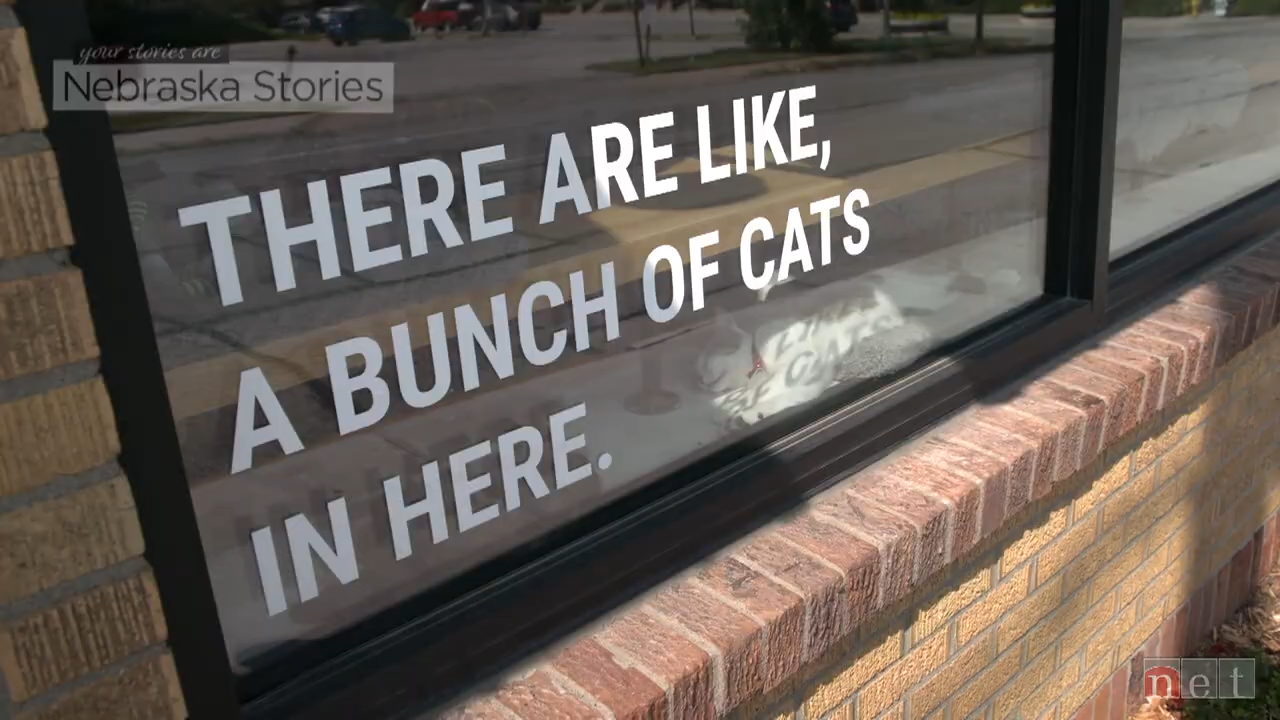 your stories are
Nebraska Stories
THERE ARE LIKE,
A BUNCH OF CATS
IN HERE.
net